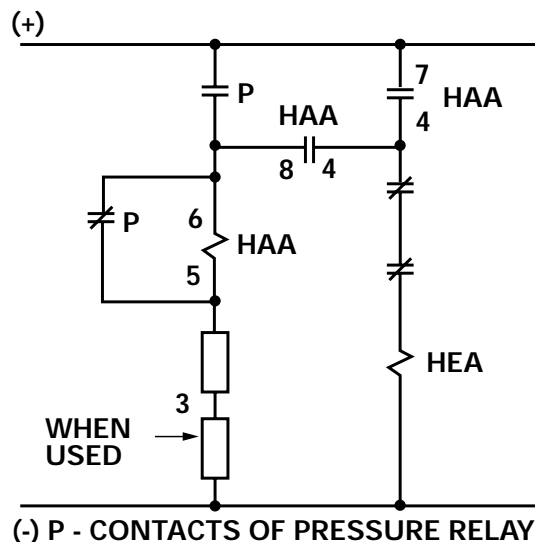 (+)
P
7
HAA
4
HAA
8 4
P
6
HAA
5
3
HEA
WHEN
USED
(-) P - CONTACTS OF PRESSURE RELAY